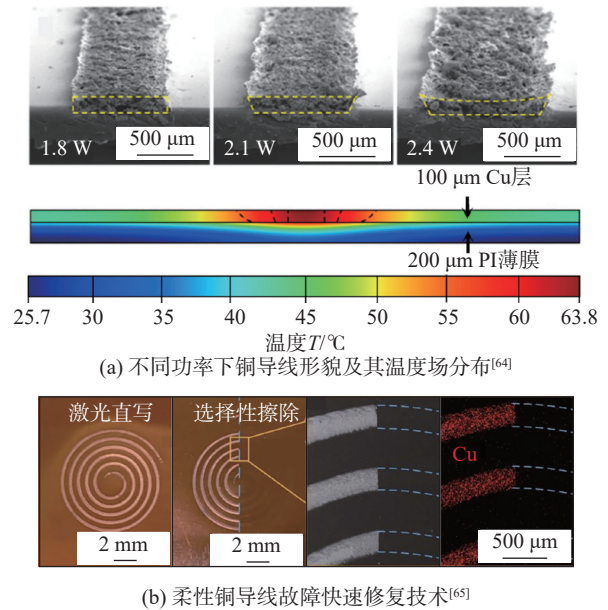 1.8 W
500 μm
2.1 W
500 μm
2.4 W
500 μm
100 μm Cu层
200 μm PI薄膜
25.7 30 35 40 45 50 55 60 63.8
温度T/℃
(a) 不同功率下铜导线形貌及其温度场分布[64]
激光直写
2 mm
选择性擦除
2 mm
Cu
500 μm
(b) 柔性铜导线故障快速修复技术[65]